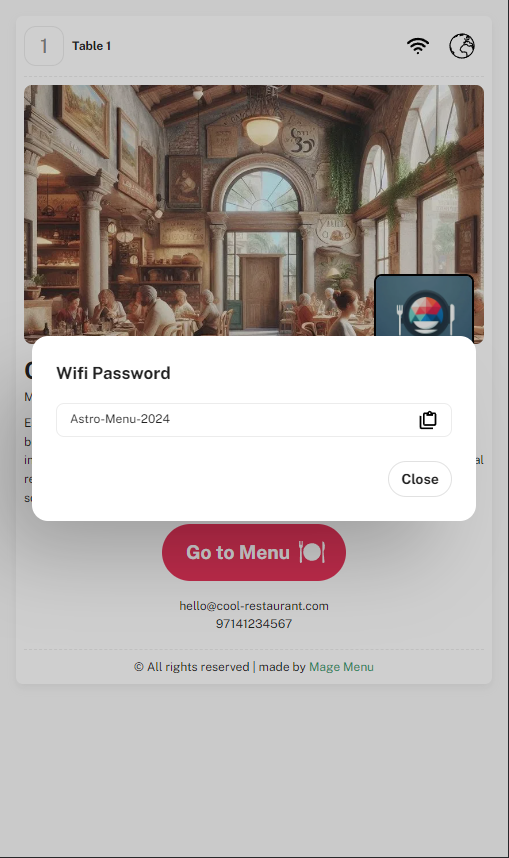 1 Table 1
Wifi Password
Astro-Menu-2024
Close
Go to Menu
hello@cool-restaurant.com
97141234567
© All rights reserved | made by Mage Menu